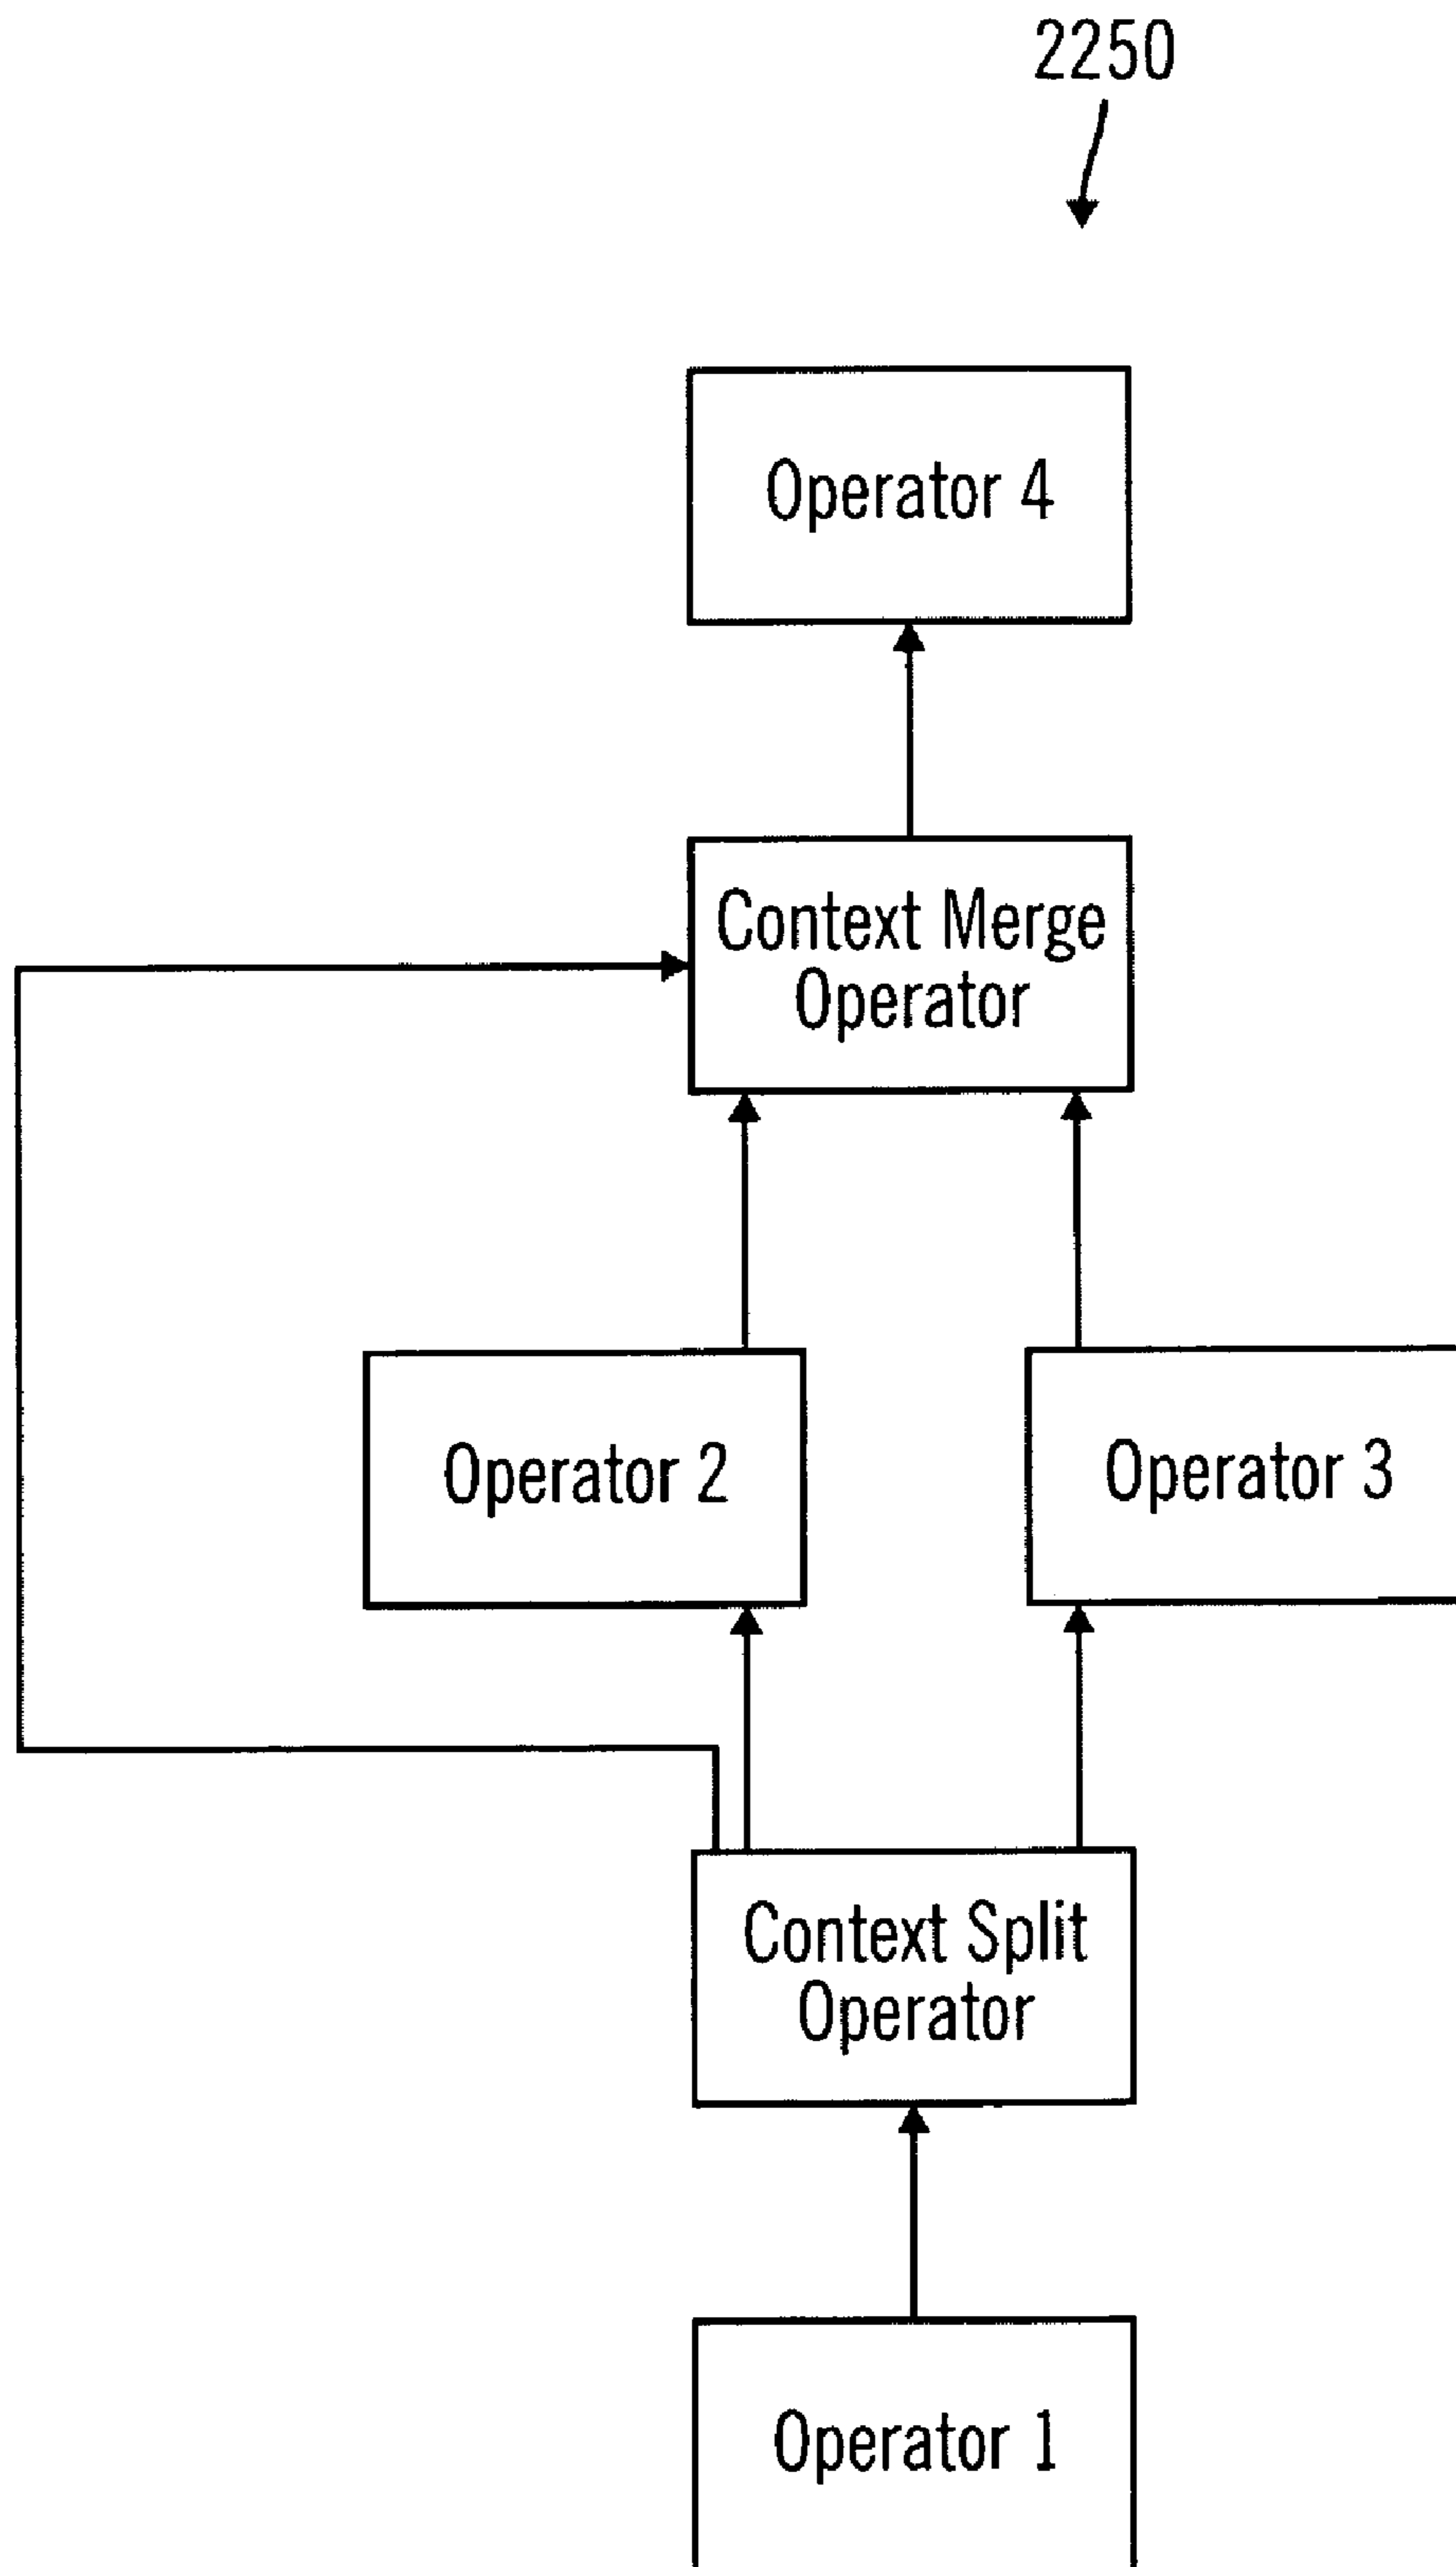 2250
Operator 4
Context Merge
Operator
Operator 2
Operator 3
Context Split
Operator
Operator 1